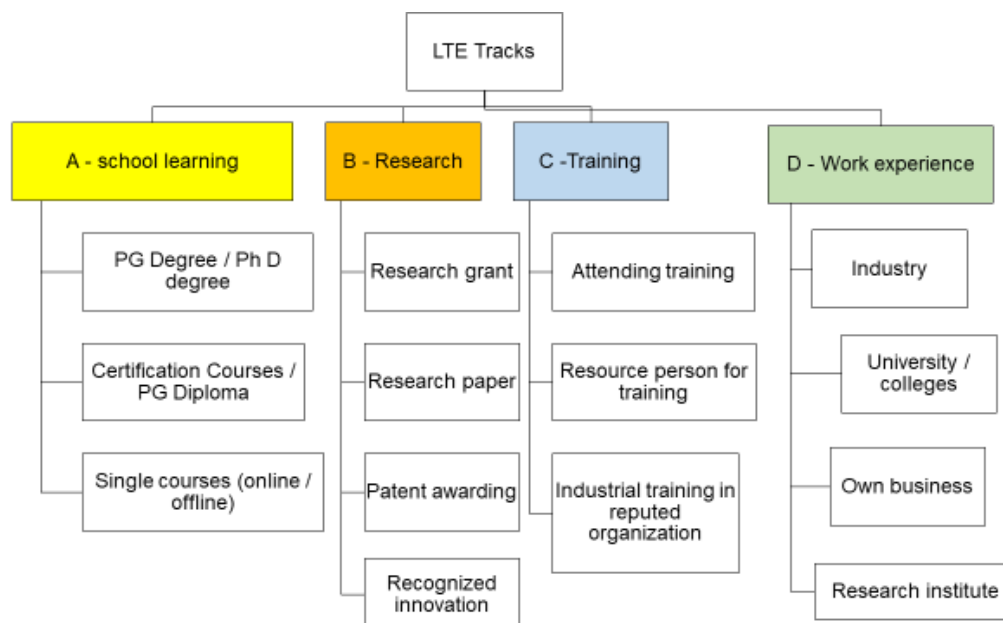 LTE Tracks
A - school learning
B - Research
C -Training
D - Work experience
PG Degree / Ph D
degree
Certification Courses /
PG Diploma
Single courses (online /
offline)
Research grant
Research paper
Patent awarding
Recognized
innovation
Attending training
Resource person for
training
Industrial training in
reputed
organization
Industry
University /
colleges
Own business
Research institute